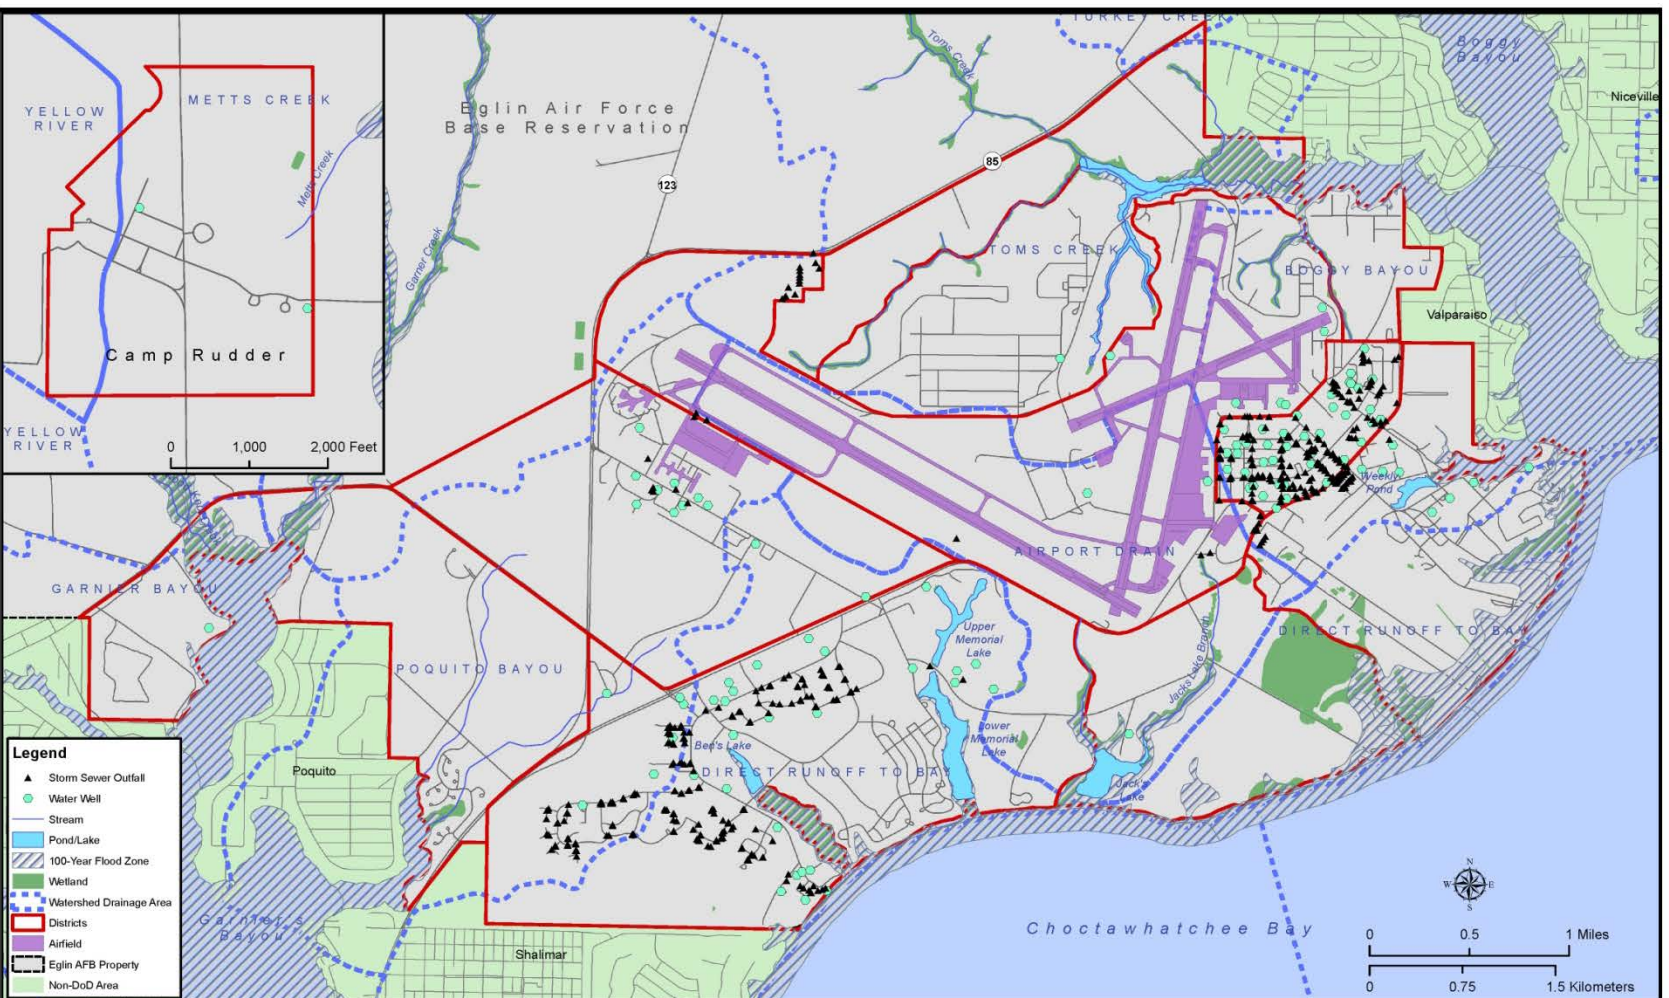 TURKEY CREEK
Boggy
Bayou
Toms Creek
Niceville
Eglin Air Force
Base Reservation
METTS CREEK
YELLOW
RIVER
Metts Creek
85
123
Garner Creek
TOMS CREEK
BOGGY BAYOU
Valparaiso
Camp Rudder
YELLOW
RIVER
0 1,000 2,000 Feet
Weekly
Pond
AIRPORT DRAIN
GARNIER BAYOU
Upper
Memorial
Lake
DIRECT RUNOFF TO BAY
Jacks Lake Branch
POQUITO BAYOU
Lower
Memorial
Lake
Ben's Lake
DIRECT RUNOFF TO BAY
Jack's
Lake
Poquito
Legend
Storm Sewer Outfall
Water Well
Stream
Pond/Lake
100-Year Flood Zone
Wetland
Watershed Drainage Area
Districts
Airfield
Eglin AFB Property
Non-DoD Area
Garnier's
Bayou
Shalimar
Choctawhatchee Bay
N
W E
S
0 0.5 1 Miles
0 0.75 1.5 Kilometers